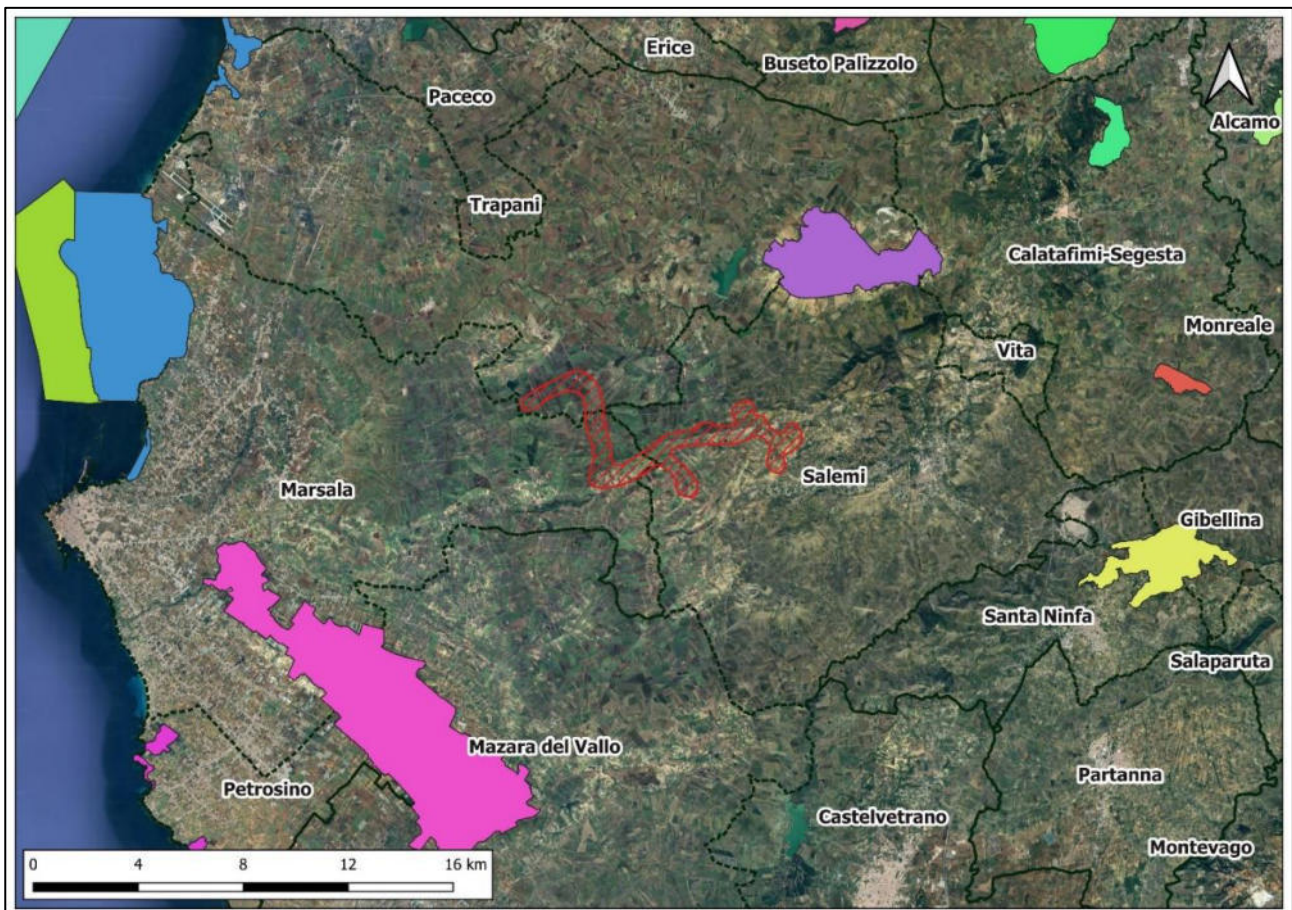 Erice
Buseto Palizzolo
Paceco
Alcamo
Trapani
Calatafimi-Segesta
Monreale
Vita
Salemi
Marsala
Gibellina
Santa Ninfa
Salaparuta
Mazara del Vallo
Partanna
Petrosino
Castelvetrano
Montevago
0 4 8 12 16 km